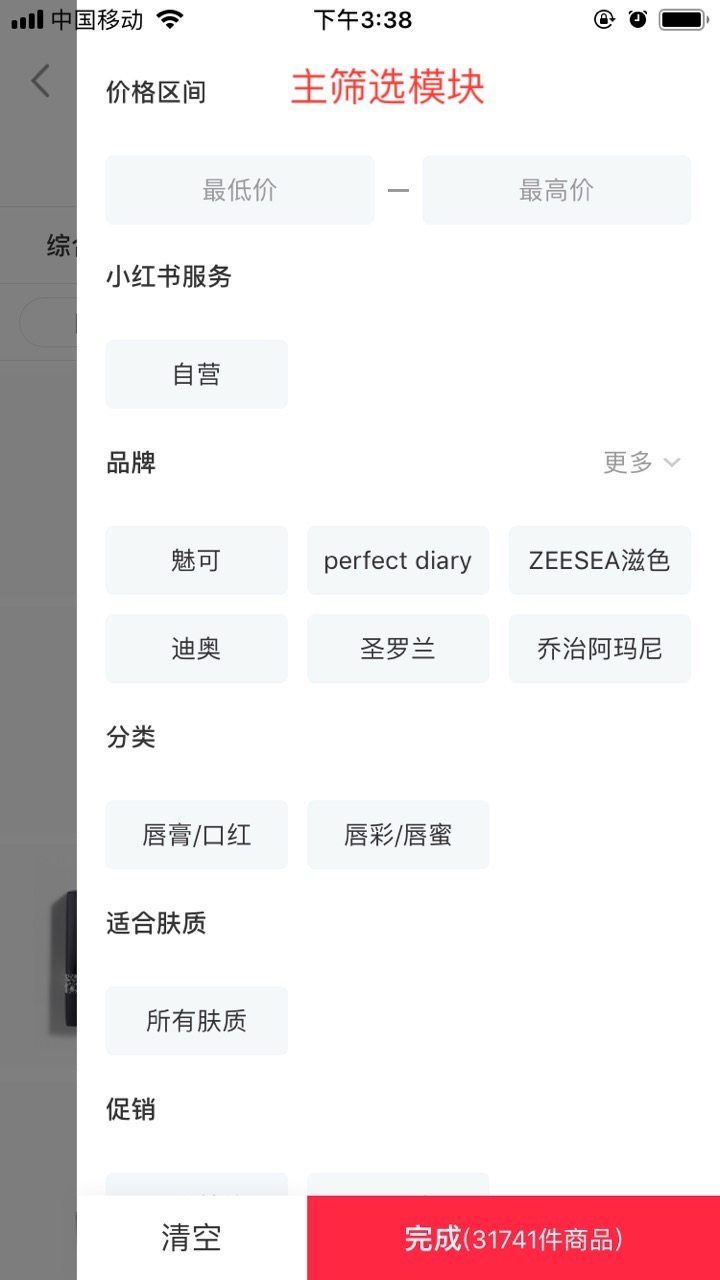 中国移动 下午3:38
价格区间 主筛选模块
最低价 — 最高价
综合
小红书服务
自营
品牌 更多
魅可 perfect diary ZEESEA滋色
迪奥 圣罗兰 乔治阿玛尼
分类
唇膏/口红 唇彩/唇蜜
适合肤质
所有肤质
促销
清空 完成(31741件商品)